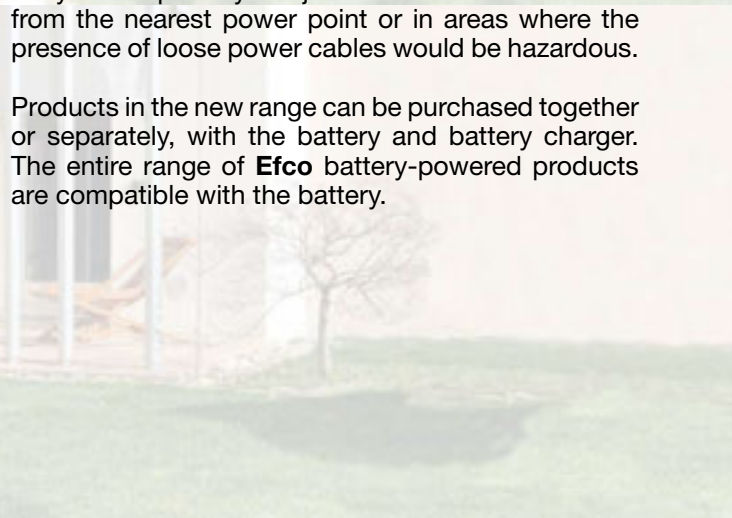 from the nearest power point or in areas where the
presence of loose power cables would be hazardous.
Products in the new range can be purchased together
or separately, with the battery and battery charger.
The entire range of Efco battery-powered products
are compatible with the battery.